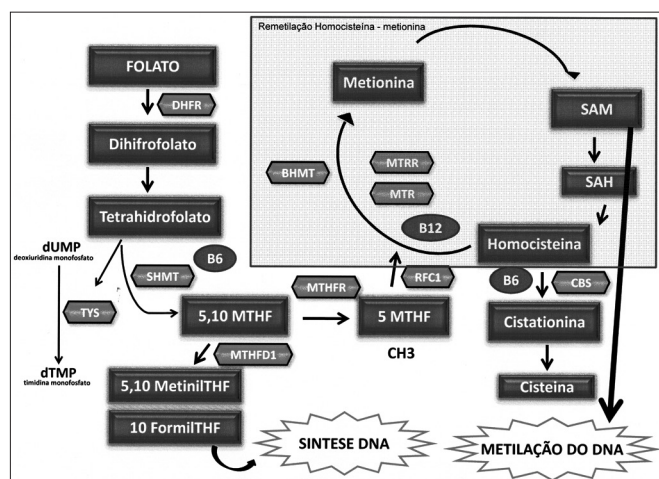 Remetilação Homocisteína - metionina
FOLATO
DHFR
Dihifrofolato
Tetrahidrofolato
dUMP
deoxiuridina monofosfato
TYS
dTMP
timidina monofosfato
SHMT
B6
5,10 MTHF
MTHFR
5 MTHF
CH3
RFC1
MTHFD1
5,10 MetinilTHF
10 FormilTHF
SINTESE DNA
Metionina
BHMT
MTRR
MTR
B12
SAM
SAH
Homocisteina
B6
CBS
Cistationina
Cisteina
METILAÇÃO DO DNA